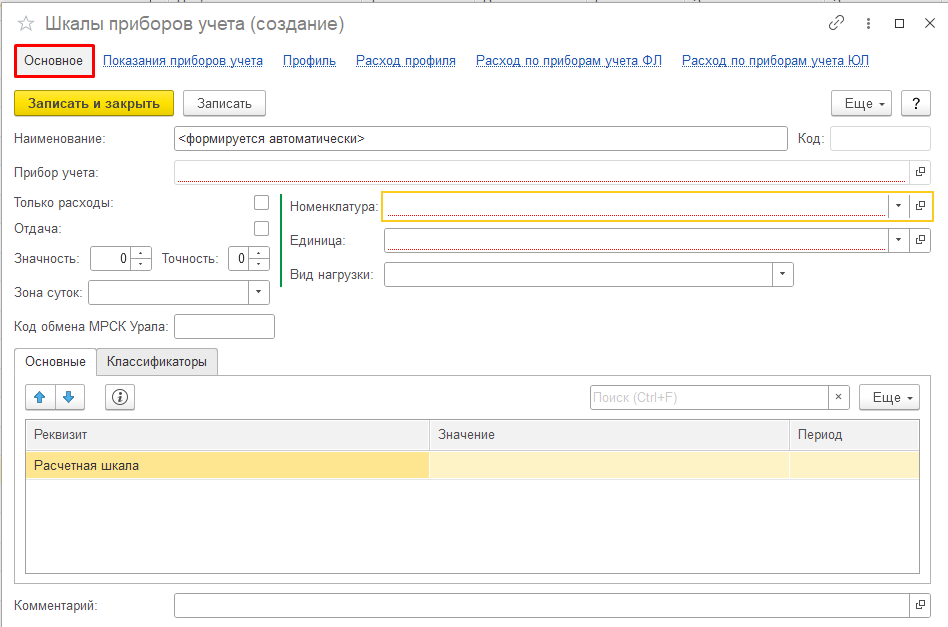 Шкалы приборов учета (создание)
Основное Показания приборов учета Профиль Расход профиля Расход по приборам учета ФЛ Расход по приборам учета ЮЛ
Записать и закрыть Записать Еще ?
Наименование: <формируется автоматически> Код:
Прибор учета:
Только расходы: Номенклатура:
Отдача:
Единица:
Значность: 0 Точность: 0
Вид нагрузки:
Зона суток:
Код обмена МРСК Урала:
Основные Классификаторы
Поиск (Ctrl+F) × Еще
Реквизит Значение Период
Расчетная шкала
Комментарий: